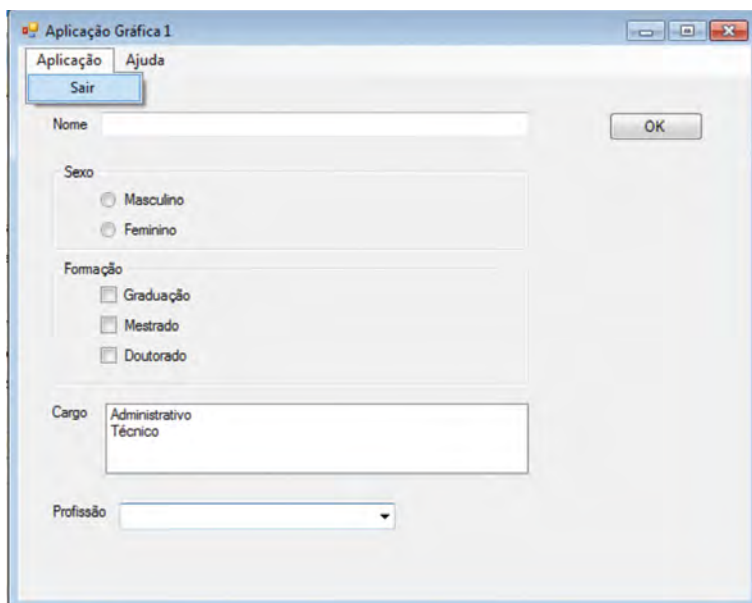 Aplicação Gráfica 1
Aplicação Ajuda
Sair
Nome OK
Sexo
Masculino
Feminino
Formação
Graduação
Mestrado
Doutorado
Cargo Administrativo
Técnico
Profissão